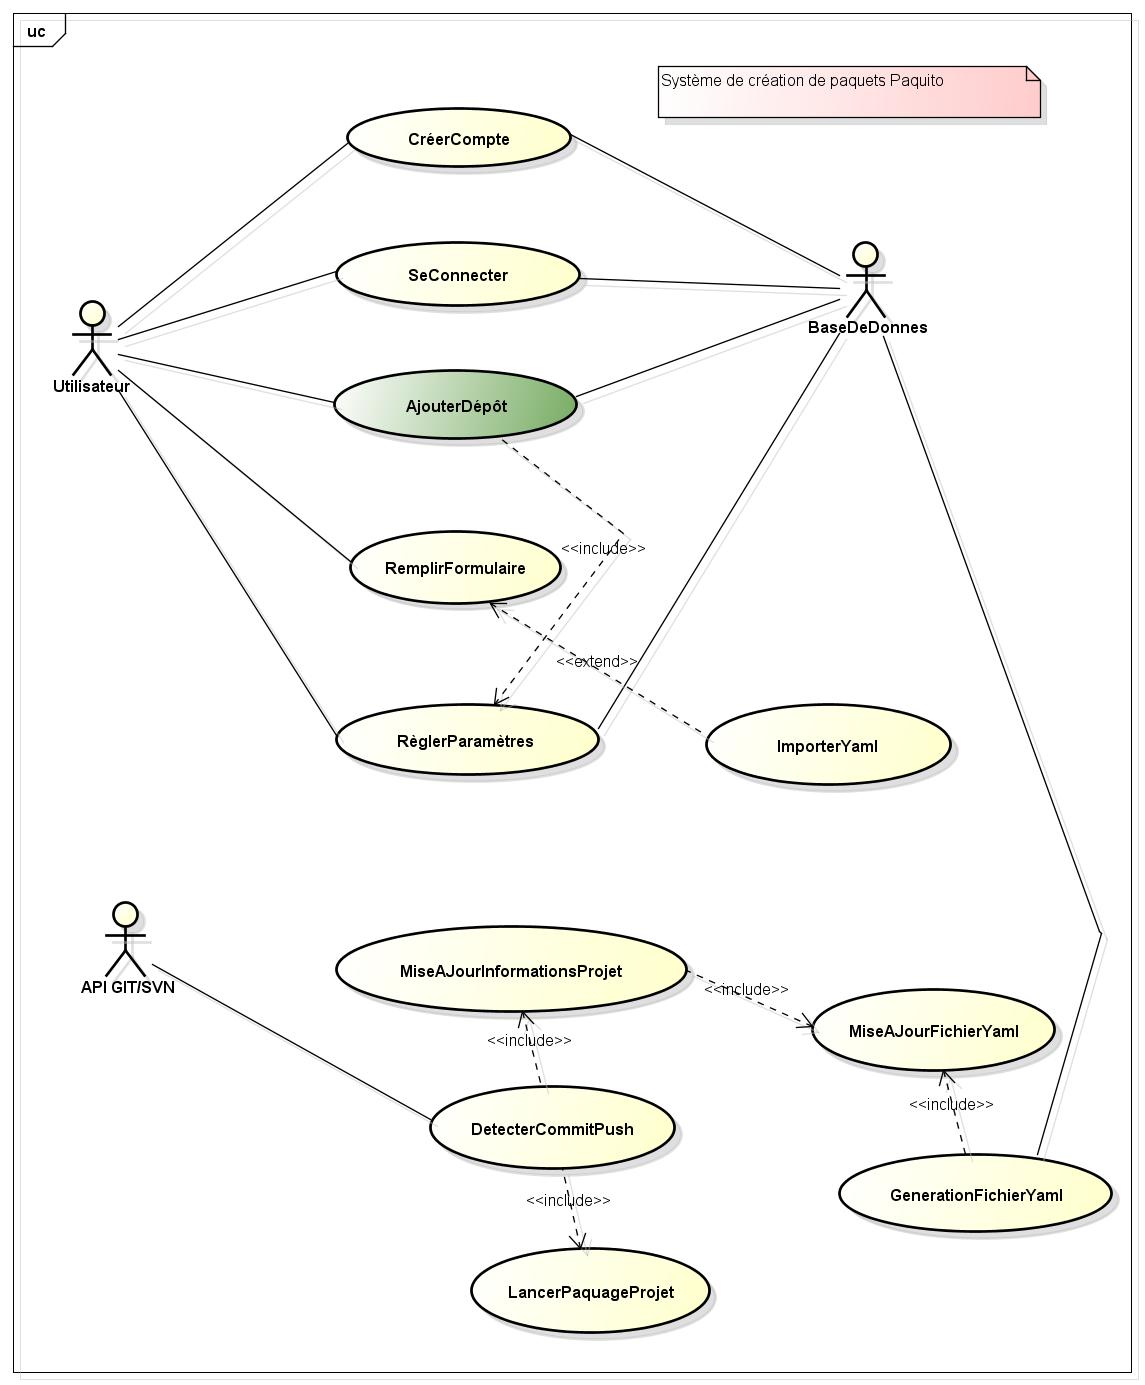 uc
Système de création de paquets Paquito
CréerCompte
SeConnecter
BaseDeDonnes
Utilisateur
AjouterDépôt
<<include>>
RemplirFormulaire
<<extend>>
RèglerParamètres
ImporterYaml
API GIT/SVN
MiseAJourInformationsProjet
<<include>>
MiseAJourFichierYaml
<<include>>
<<include>>
DetecterCommitPush
GenerationFichierYaml
<<include>>
LancerPaquageProjet